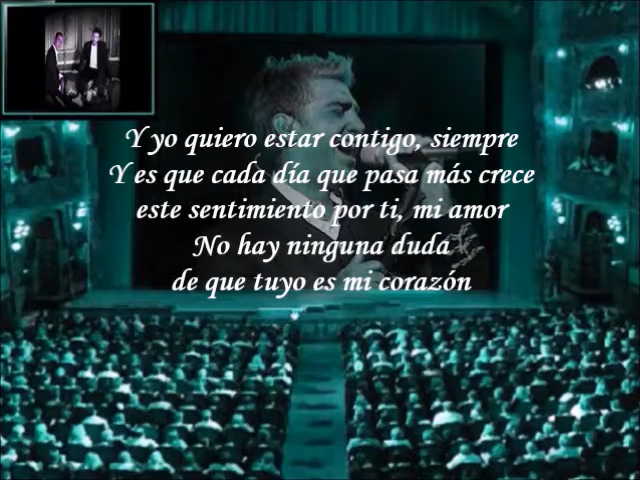 Y yo quiero estar contigo, siempre
Y es que cada día que pasa más crece
este sentimiento por ti, mi amor
No hay ninguna duda
de que tuyo es mi corazón